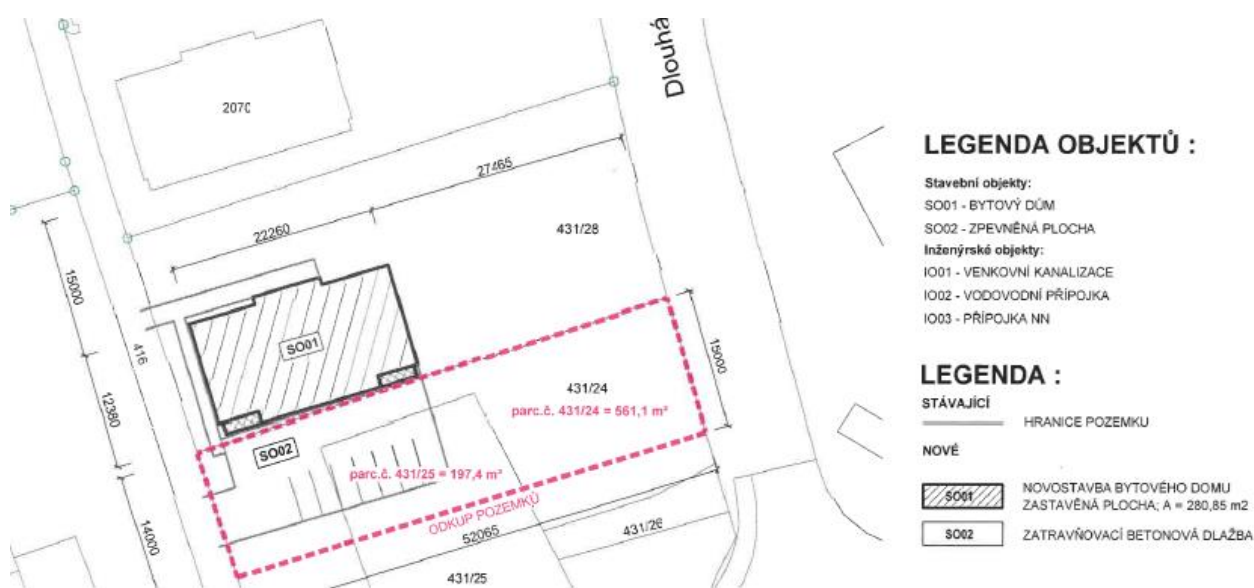 Dlouhá
2070
27465
22260
431/28
15000
416
SO01
12380
15000
431/24
parc.č. 431/24 = 561,1 m²
SO02
parc.č. 431/25 = 197,4 m²
ODKUP POZEMKŮ
14000
52065
431/26
431/25
LEGENDA OBJEKTŮ :
Stavební objekty:
SO01 - BYTOVÝ DŮM
SO02 - ZPEVNĚNÁ PLOCHA
Inženýrské objekty:
IO01 - VENKOVNÍ KANALIZACE
IO02 - VODOVODNÍ PŘÍPOJKA
IO03 - PŘÍPOJKA NN
LEGENDA :
STÁVAJÍCÍ
HRANICE POZEMKU
NOVÉ
SO01 NOVOSTAVBA BYTOVÉHO DOMU
ZASTAVĚNÁ PLOCHA; A = 280,85 m2
SO02 ZATRAVŇOVACÍ BETONOVÁ DLAŽBA